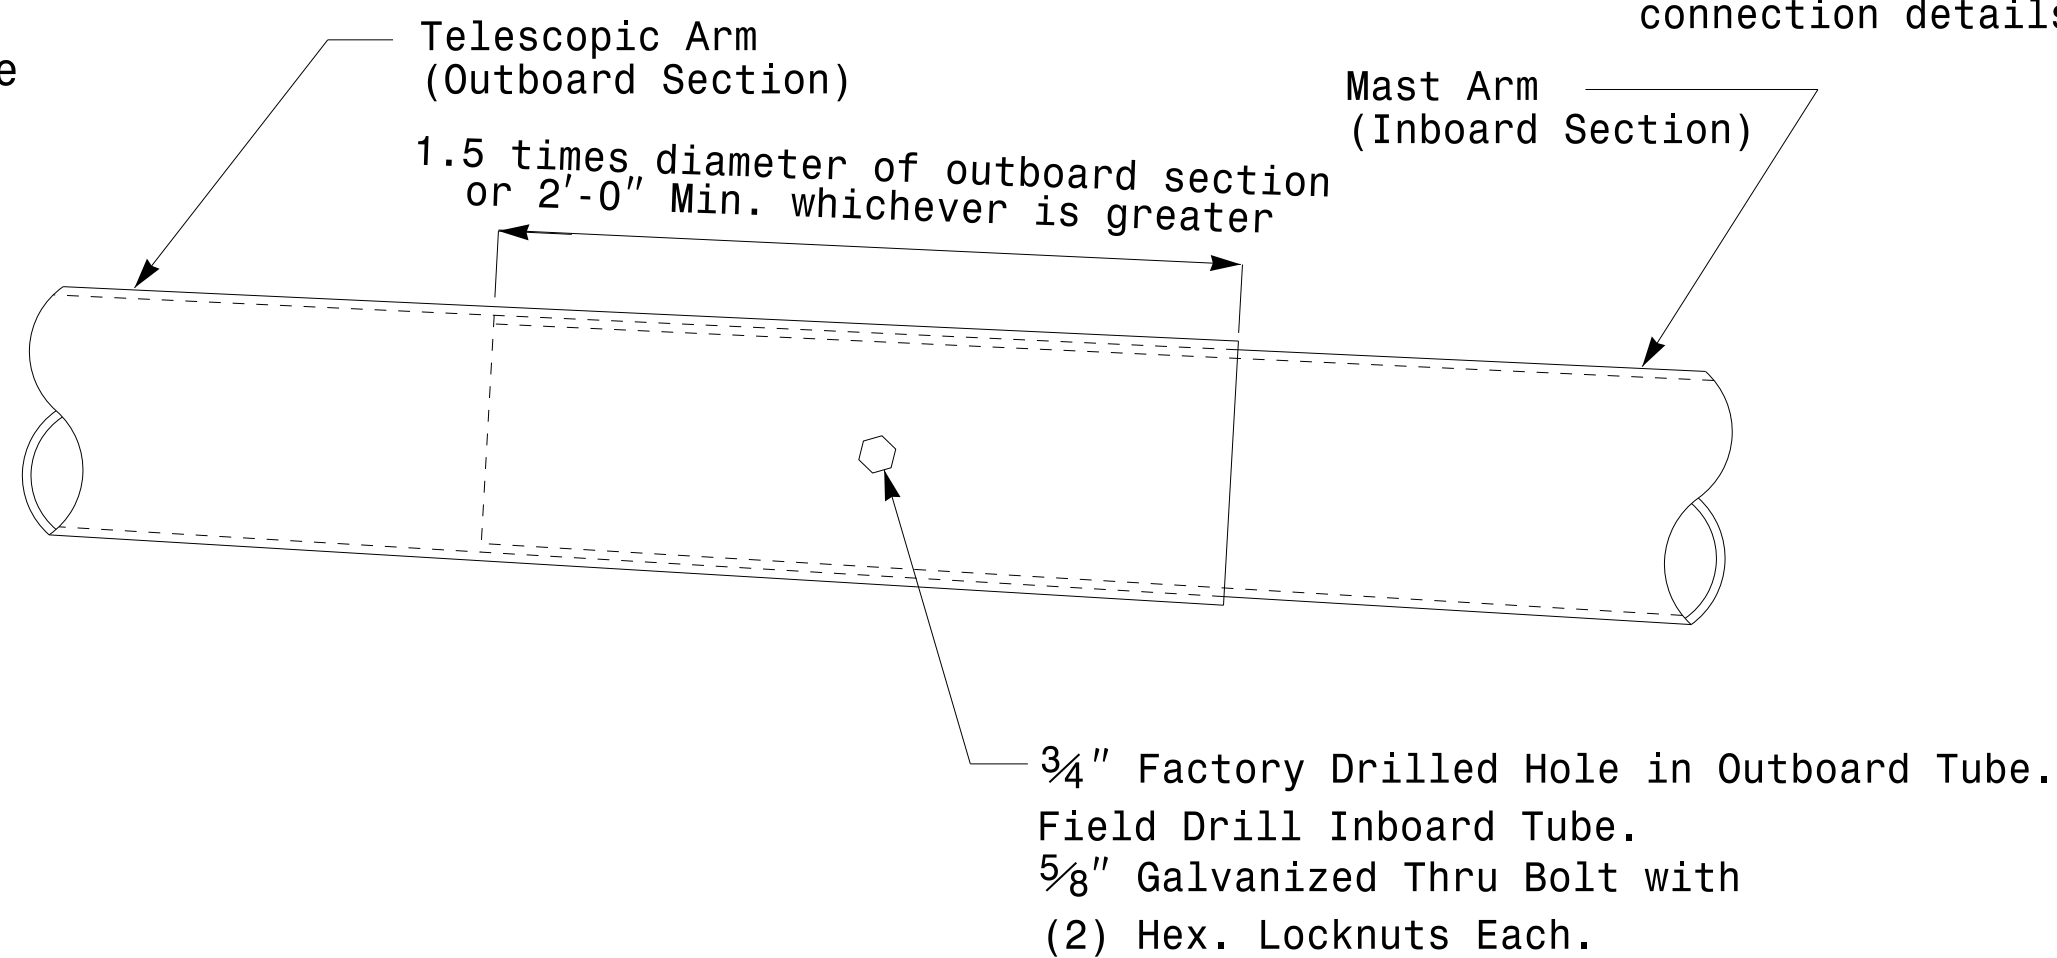 connection details
e
Telescopic Arm
(Outboard Section)
Mast Arm
(Inboard Section)
1.5 times diameter of outboard section
or 2'-0" Min. whichever is greater
3/4" Factory Drilled Hole in Outboard Tube.
Field Drill Inboard Tube.
5/8" Galvanized Thru Bolt with
(2) Hex. Locknuts Each.